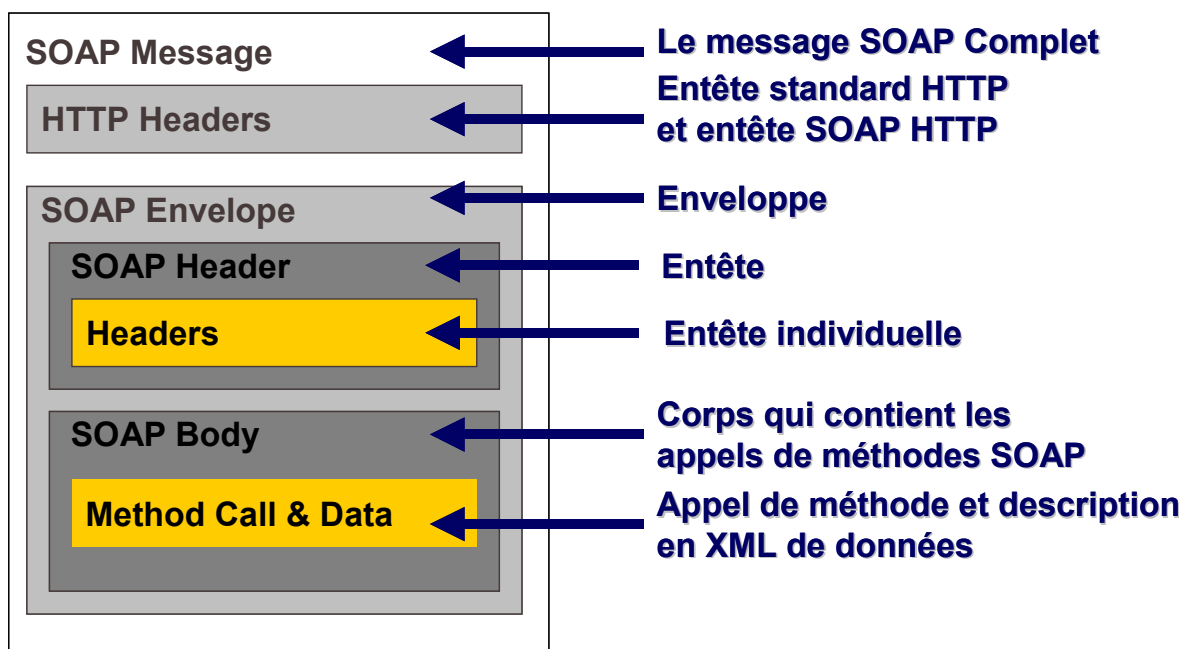 SOAP Message
Le message SOAP Complet
HTTP Headers
Entête standard HTTP
et entête SOAP HTTP
SOAP Envelope
Enveloppe
SOAP Header
Entête
Headers
Entête individuelle
SOAP Body
Corps qui contient les
appels de méthodes SOAP
Method Call & Data
Appel de méthode et description
en XML de données